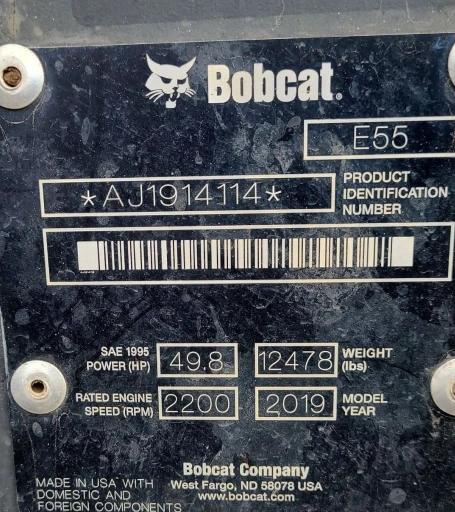 Bobcat.
E55
*AJ1914114*
PRODUCT
IDENTIFICATION
NUMBER
SAE 1995
POWER (HP)
49.8
12478
WEIGHT
(lbs)
RATED ENGINE
SPEED (RPM)
2200
2019
MODEL
YEAR
Bobcat Company
West Fargo, ND 58078 USA
www.bobcat.com
MADE IN USA WITH
DOMESTIC AND
FOREIGN COMPONENTS